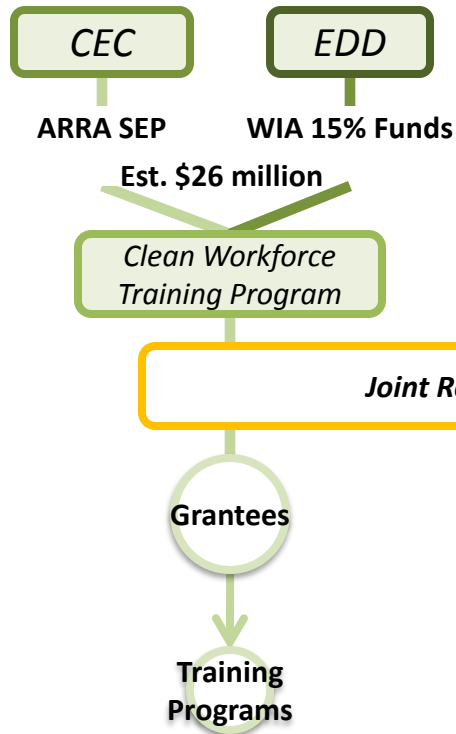 CEC EDD
ARRA SEP WIA 15% Funds
Est. $26 million
Clean Workforce
Training Program
Joint
Grantees
Training
Programs